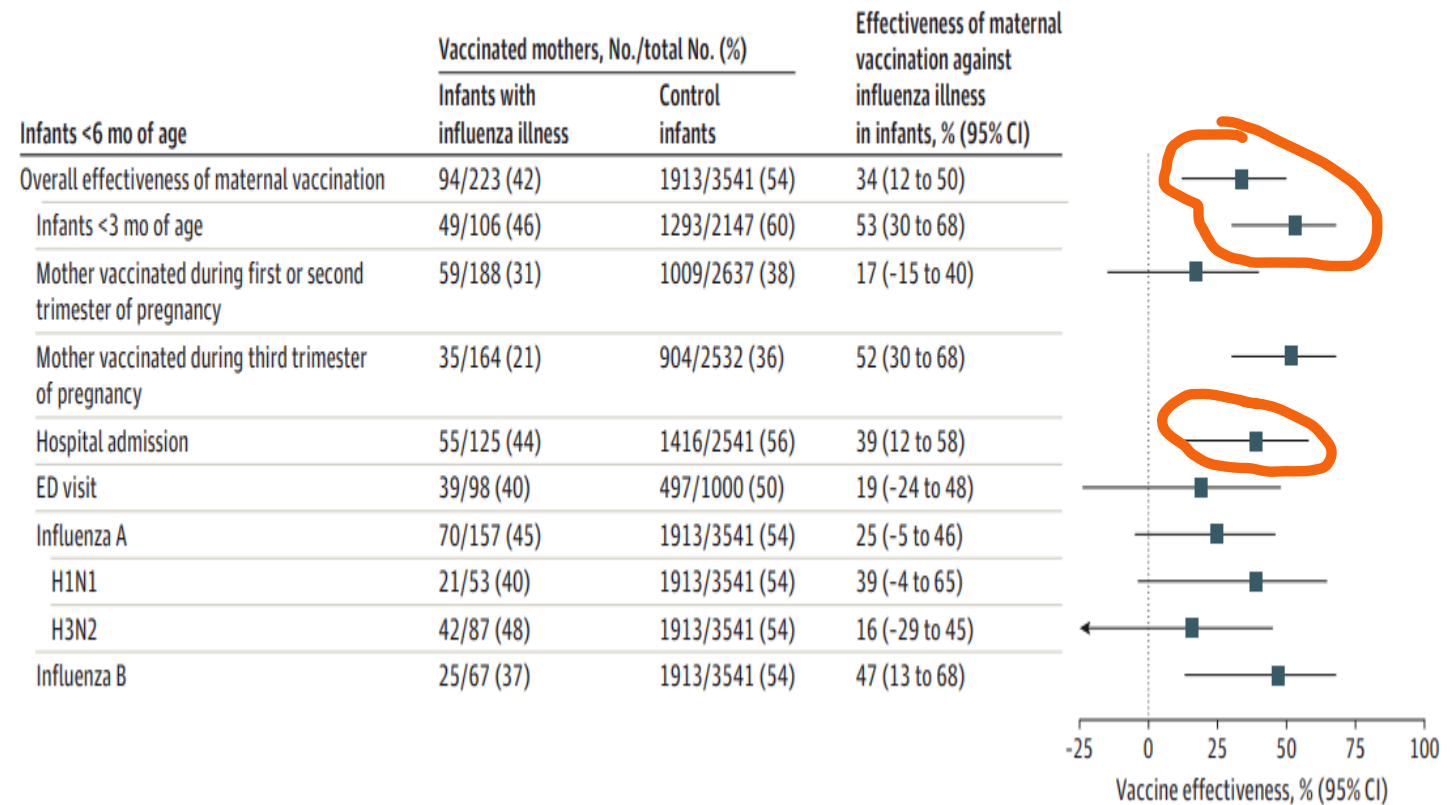 Effectiveness of maternal
Vaccinated mothers, No./total No. (%) vaccination against
Infants with Control influenza illness
Infants <6 mo of age influenza illness infants in infants, % (95% CI)
Overall effectiveness of maternal vaccination 94/223 (42) 1913/3541 (54) 34 (12 to 50)
Infants <3 mo of age 49/106 (46) 1293/2147 (60) 53 (30 to 68)
Mother vaccinated during first or second 59/188 (31) 1009/2637 (38) 17 (-15 to 40)
trimester of pregnancy
Mother vaccinated during third trimester 35/164 (21) 904/2532 (36) 52 (30 to 68)
of pregnancy
Hospital admission 55/125 (44) 1416/2541 (56) 39 (12 to 58)
ED visit 39/98 (40) 497/1000 (50) 19 (-24 to 48)
Influenza A 70/157 (45) 1913/3541 (54) 25 (-5 to 46)
H1N1 21/53 (40) 1913/3541 (54) 39 (-4 to 65)
H3N2 42/87 (48) 1913/3541 (54) 16 (-29 to 45)
Influenza B 25/67 (37) 1913/3541 (54) 47 (13 to 68)
-25 0 25 50 75 100
Vaccine effectiveness, % (95% CI)